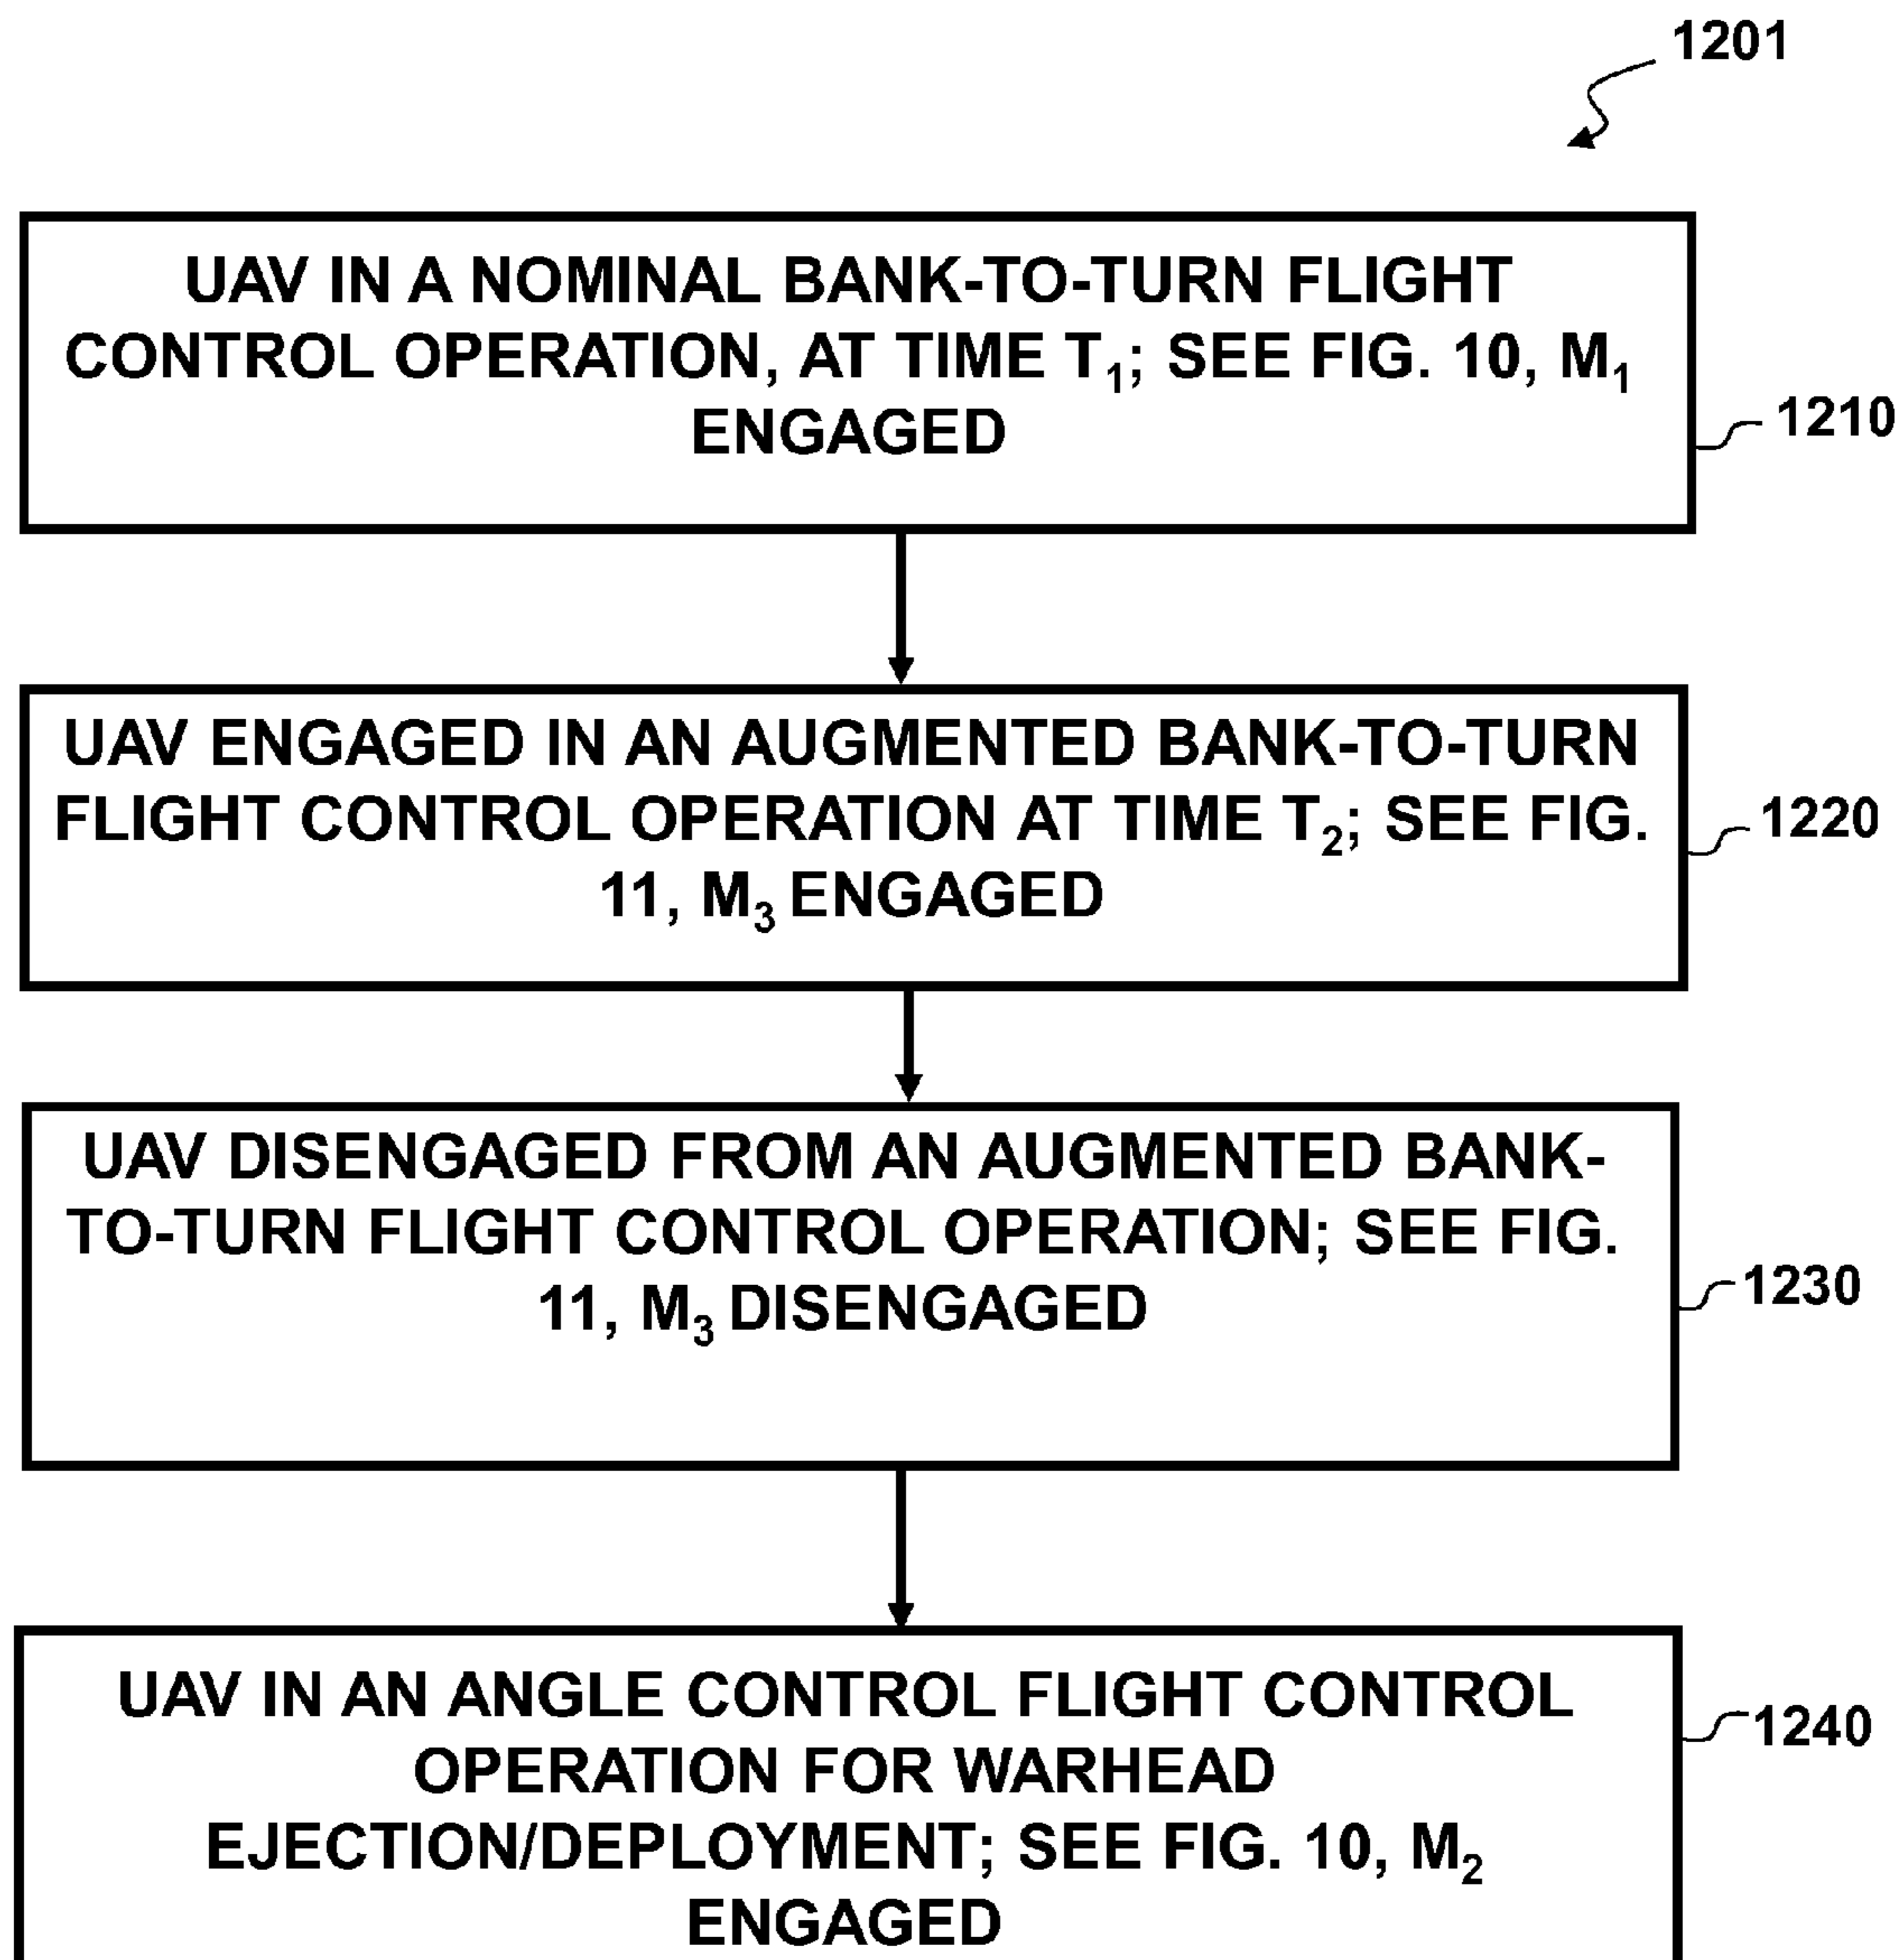 1201
UAV IN A NOMINAL BANK-TO-TURN FLIGHT
CONTROL OPERATION, AT TIME T₁; SEE FIG. 10, M₁
ENGAGED
1210
UAV ENGAGED IN AN AUGMENTED BANK-TO-TURN
FLIGHT CONTROL OPERATION AT TIME T₂; SEE FIG.
11, M₃ ENGAGED
1220
UAV DISENGAGED FROM AN AUGMENTED BANK-
TO-TURN FLIGHT CONTROL OPERATION; SEE FIG.
11, M₃ DISENGAGED
1230
UAV IN AN ANGLE CONTROL FLIGHT CONTROL
OPERATION FOR WARHEAD
EJECTION/DEPLOYMENT; SEE FIG. 10, M₂
ENGAGED
1240